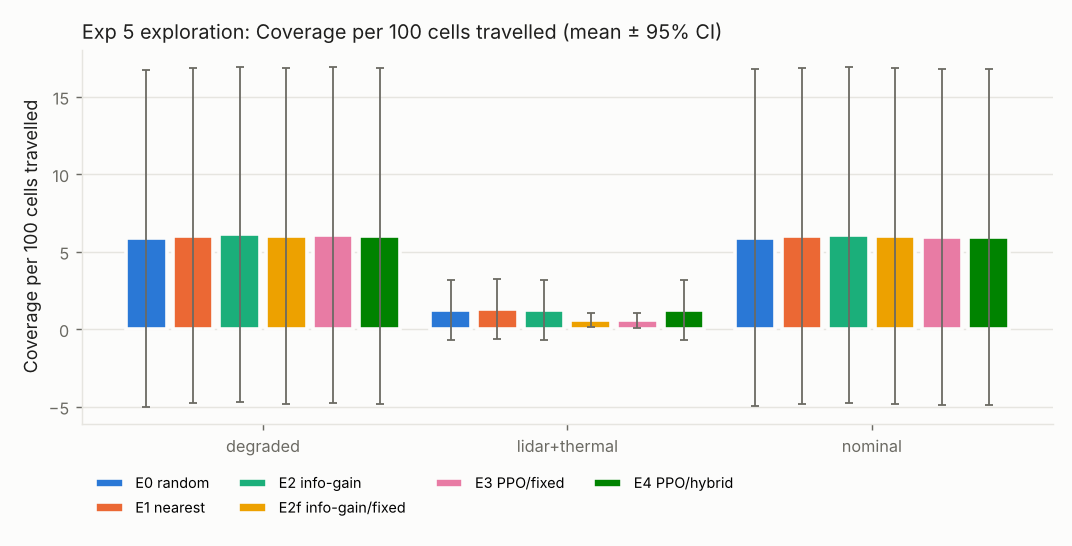 Exp 5 exploration: Coverage per 100 cells travelled (mean ± 95% CI)
Coverage per 100 cells travelled
15
10
5
0
−5
degraded
lidar+thermal
nominal
E0 random
E2 info-gain
E3 PPO/fixed
E4 PPO/hybrid
E1 nearest
E2f info-gain/fixed